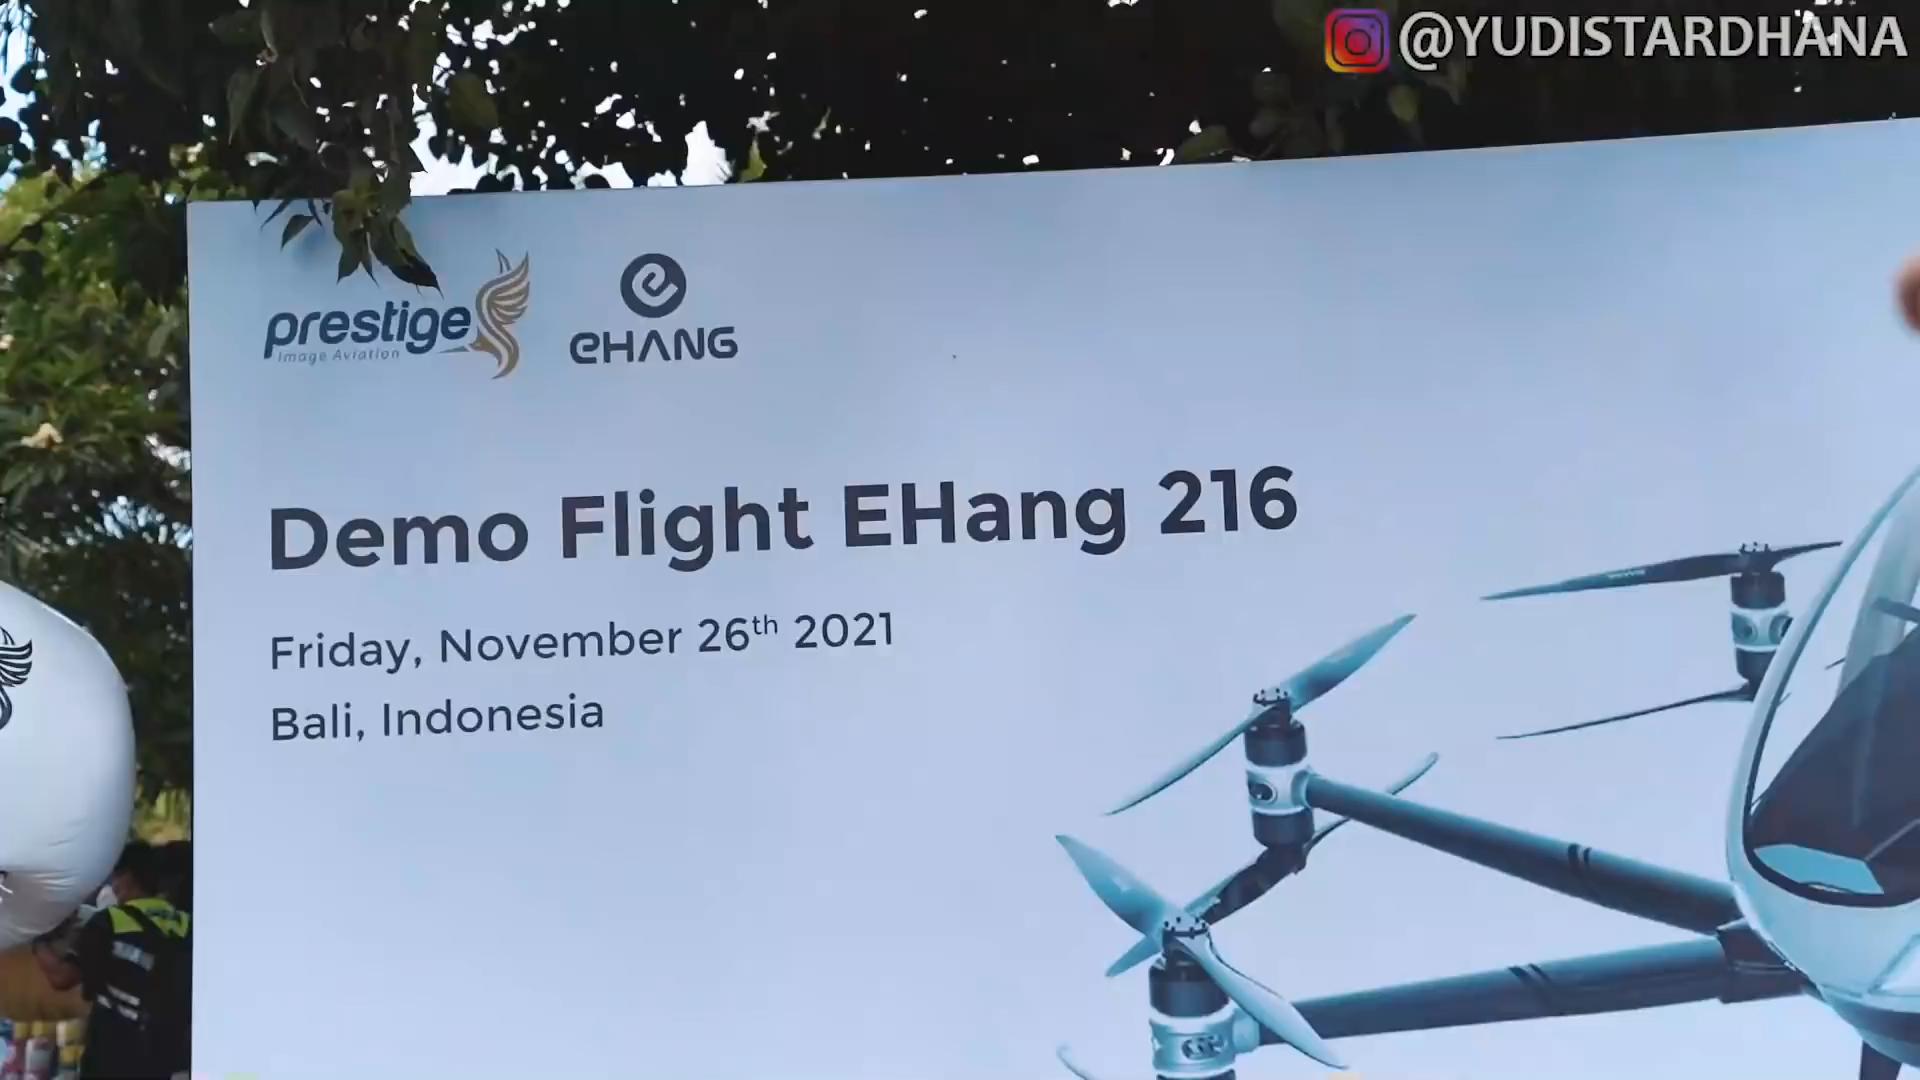 @YUDISTARDHANA
prestige
Image Aviation
eHANG
Demo Flight EHang 216
Friday, November 26th 2021
Bali, Indonesia